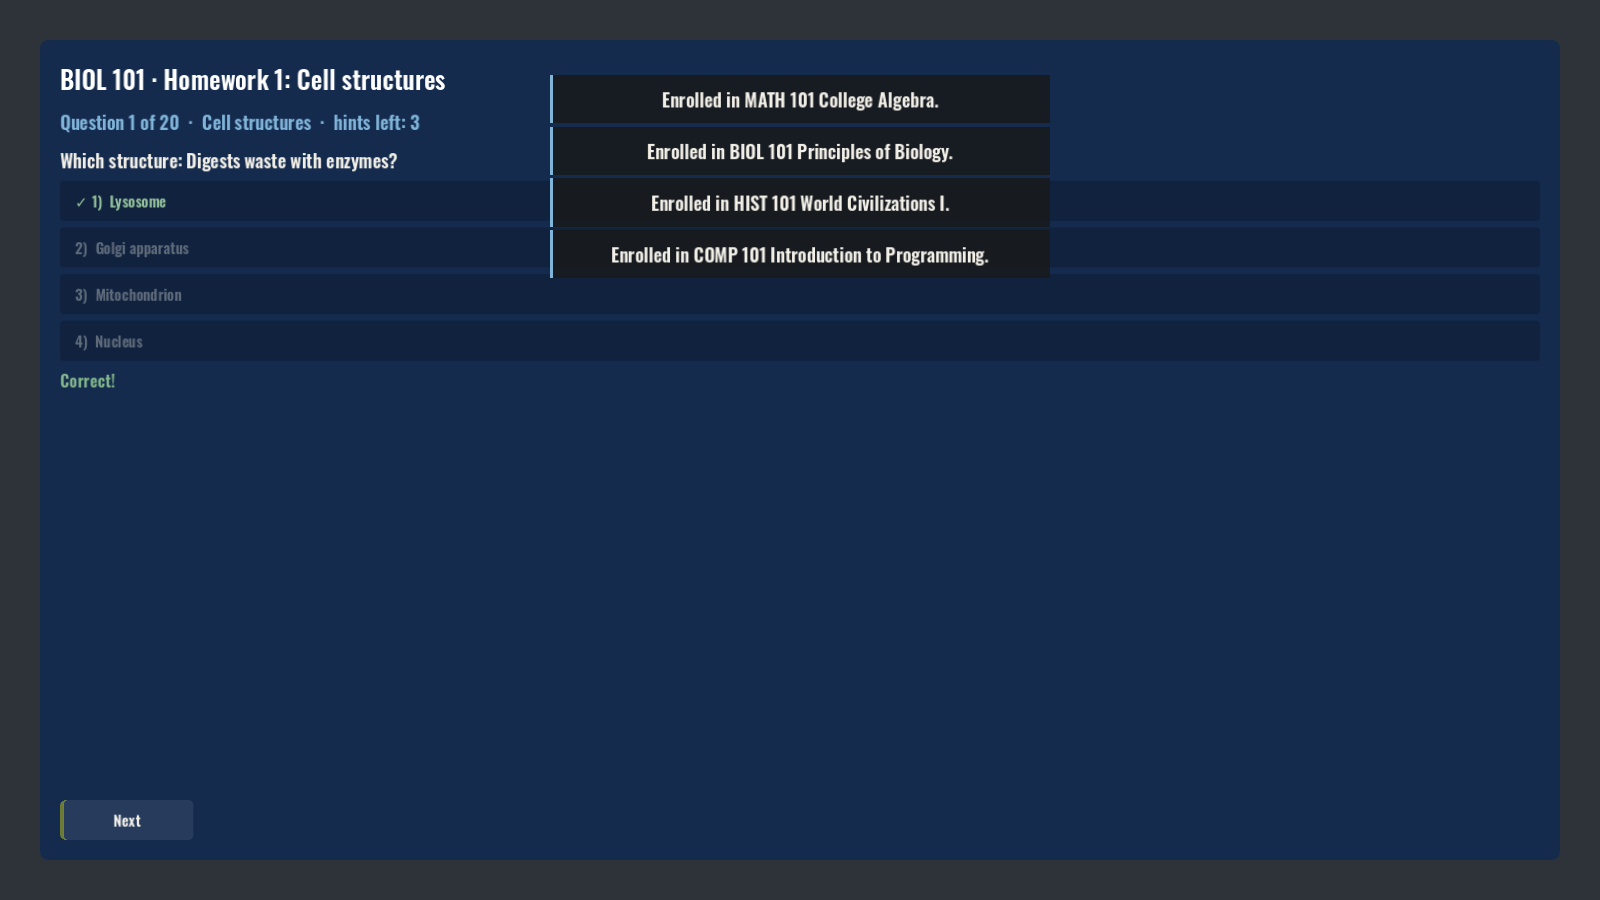 BIOL 101 · Homework 1: Cell structures
Question 1 of 20 · Cell structures · hints left: 3
Which structure: Digests waste with enzymes?
✓ 1) Lysosome
2) Golgi apparatus
3) Mitochondrion
4) Nucleus
Correct!
Enrolled in MATH 101 College Algebra.
Enrolled in BIOL 101 Principles of Biology.
Enrolled in HIST 101 World Civilizations I.
Enrolled in COMP 101 Introduction to Programming.
Next